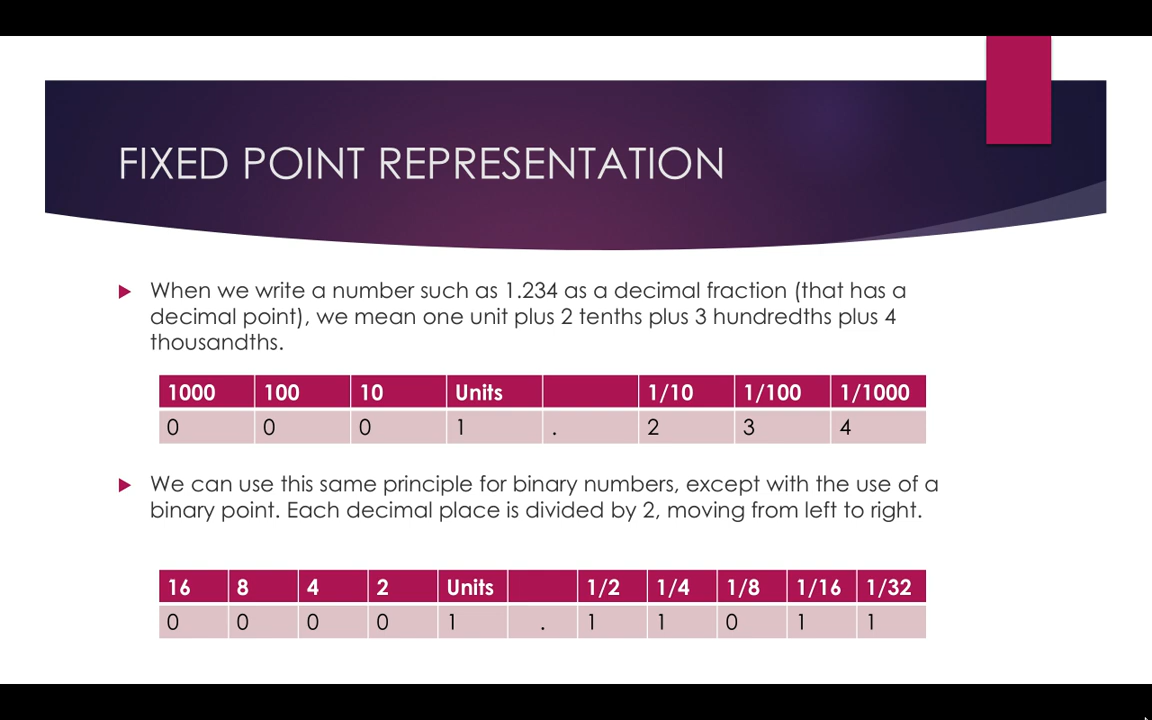 FIXED POINT REPRESENTATION
When we write a number such as 1.234 as a decimal fraction (that has a
decimal point), we mean one unit plus 2 tenths plus 3 hundredths plus 4
thousandths.
1000 100 10 Units 1/10 1/100 1/1000
0 0 0 1 . 2 3 4
We can use this same principle for binary numbers, except with the use of a
binary point. Each decimal place is divided by 2, moving from left to right.
16 8 4 2 Units 1/2 1/4 1/8 1/16 1/32
0 0 0 0 1 . 1 1 0 1 1